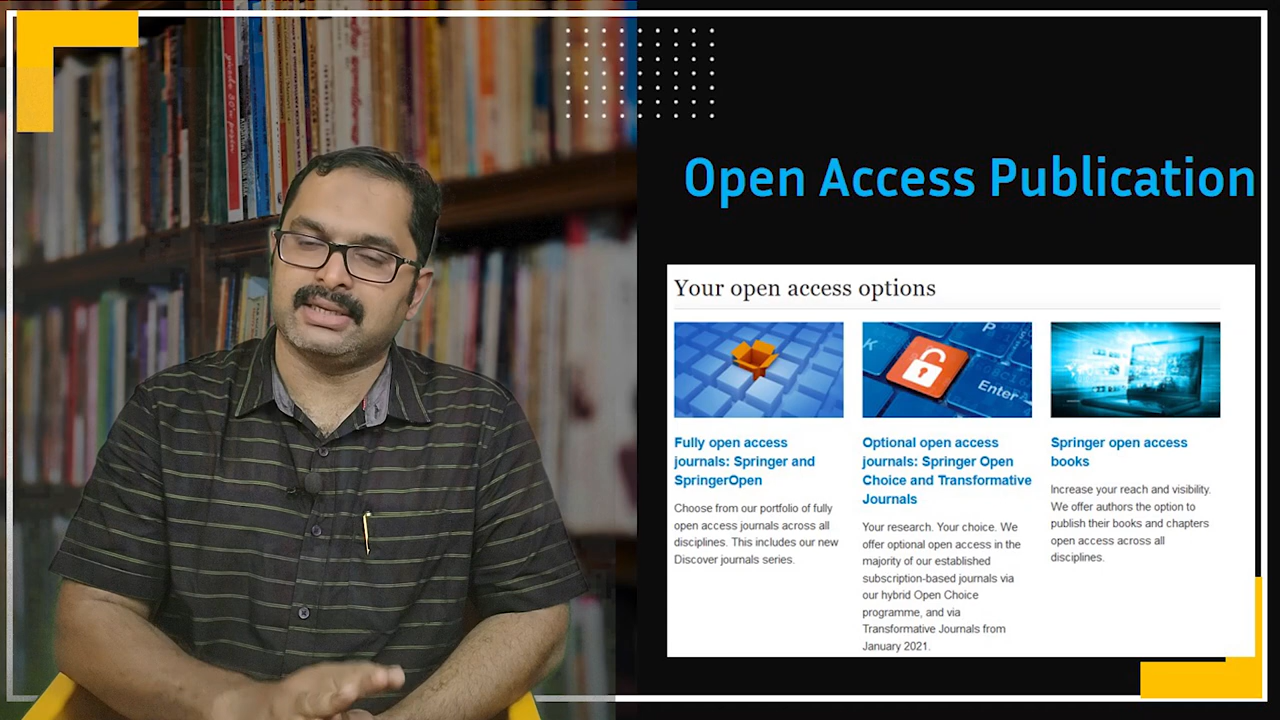 Open Access Publication
Your open access options
K
P
Enter
Fully open access
journals: Springer and
SpringerOpen
Choose from our portfolio of fully
open access journals across all
disciplines. This includes our new
Discover journals series.
Optional open access
journals: Springer Open
Choice and Transformative
Journals
Your research. Your choice. We
offer optional open access in the
majority of our established
subscription-based journals via
our hybrid Open Choice
programme, and via
Transformative Journals from
January 2021.
Springer open access
books
Increase your reach and visibility.
We offer authors the option to
publish their books and chapters
open access across all
disciplines.